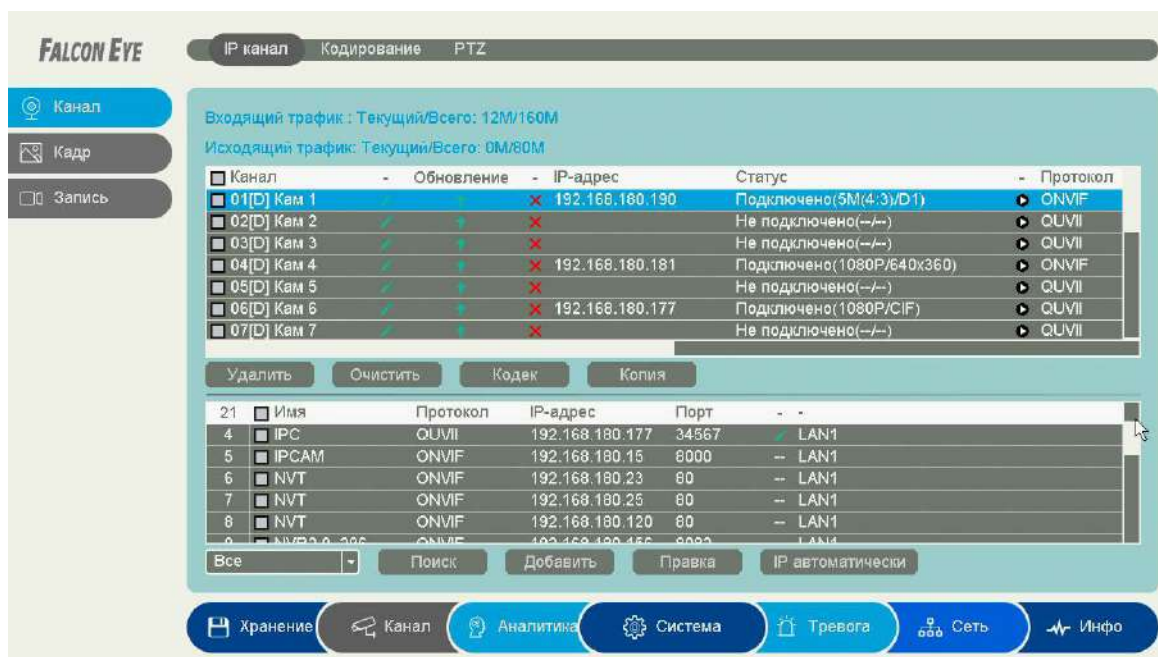 FALCON EYE
IP канал Кодирование PTZ
Канал
Кадр
Запись
Входящий трафик : Текущий/Всего: 12M/160M
Исходящий трафик: Текущий/Всего: 0M/80M
Канал - Обновление - IP-адрес Статус - Протокол
01[D] Кам 1 192.168.180.190 Подключено(5M(4:3)/D1) ONVIF
02[D] Кам 2 Не подключено(--/--) QUVII
03[D] Кам 3 Не подключено(--/--) QUVII
04[D] Кам 4 192.168.180.181 Подключено(1080P/640x360) ONVIF
05[D] Кам 5 Не подключено(--/--) QUVII
06[D] Кам 6 192.168.180.177 Подключено(1080P/CIF) QUVII
07[D] Кам 7 Не подключено(--/--) QUVII
Удалить Очистить Кодек Копия
21 Имя Протокол IP-адрес Порт - -
4 IPC QUVII 192.168.180.177 34567 LAN1
5 IPCAM ONVIF 192.168.180.15 8000 -- LAN1
6 NVT ONVIF 192.168.180.23 80 -- LAN1
7 NVT ONVIF 192.168.180.25 80 -- LAN1
8 NVT ONVIF 192.168.180.120 80 -- LAN1
ONVIF LAN1
Все Поиск Добавить Правка IP автоматически
Хранение Канал Аналитика Система Тревога Сеть Инфо